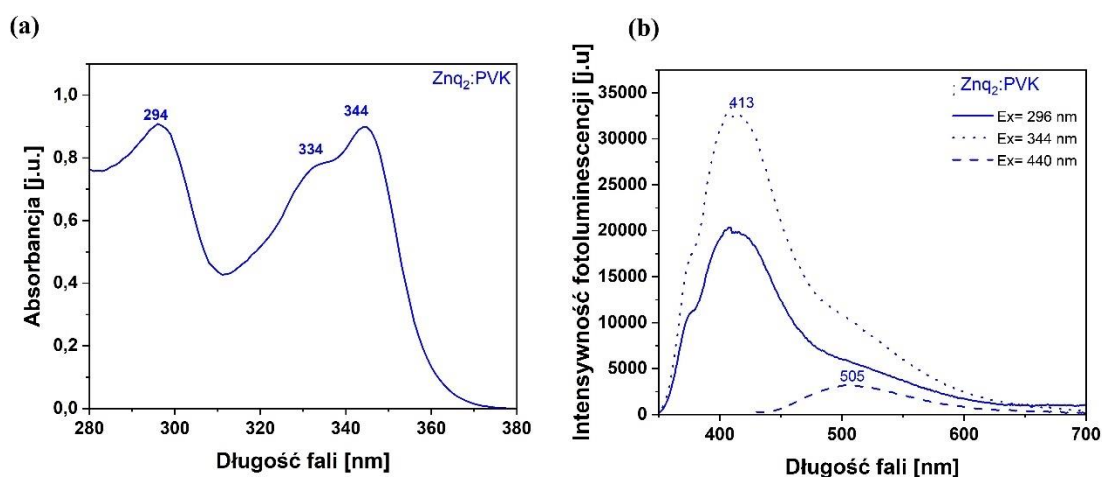 (a)
Absorbancja [j.u.]
1,0
0,8
0,6
0,4
0,2
0,0
Znq₂:PVK
294
334
344
280 300 320 340 360 380
Długość fali [nm]
(b)
Intensywność fotoluminescencji [j.u]
35000
30000
25000
20000
15000
10000
5000
0
Znq₂:PVK
Ex= 296 nm
Ex= 344 nm
Ex= 440 nm
413
505
400 500 600 700
Długość fali [nm]